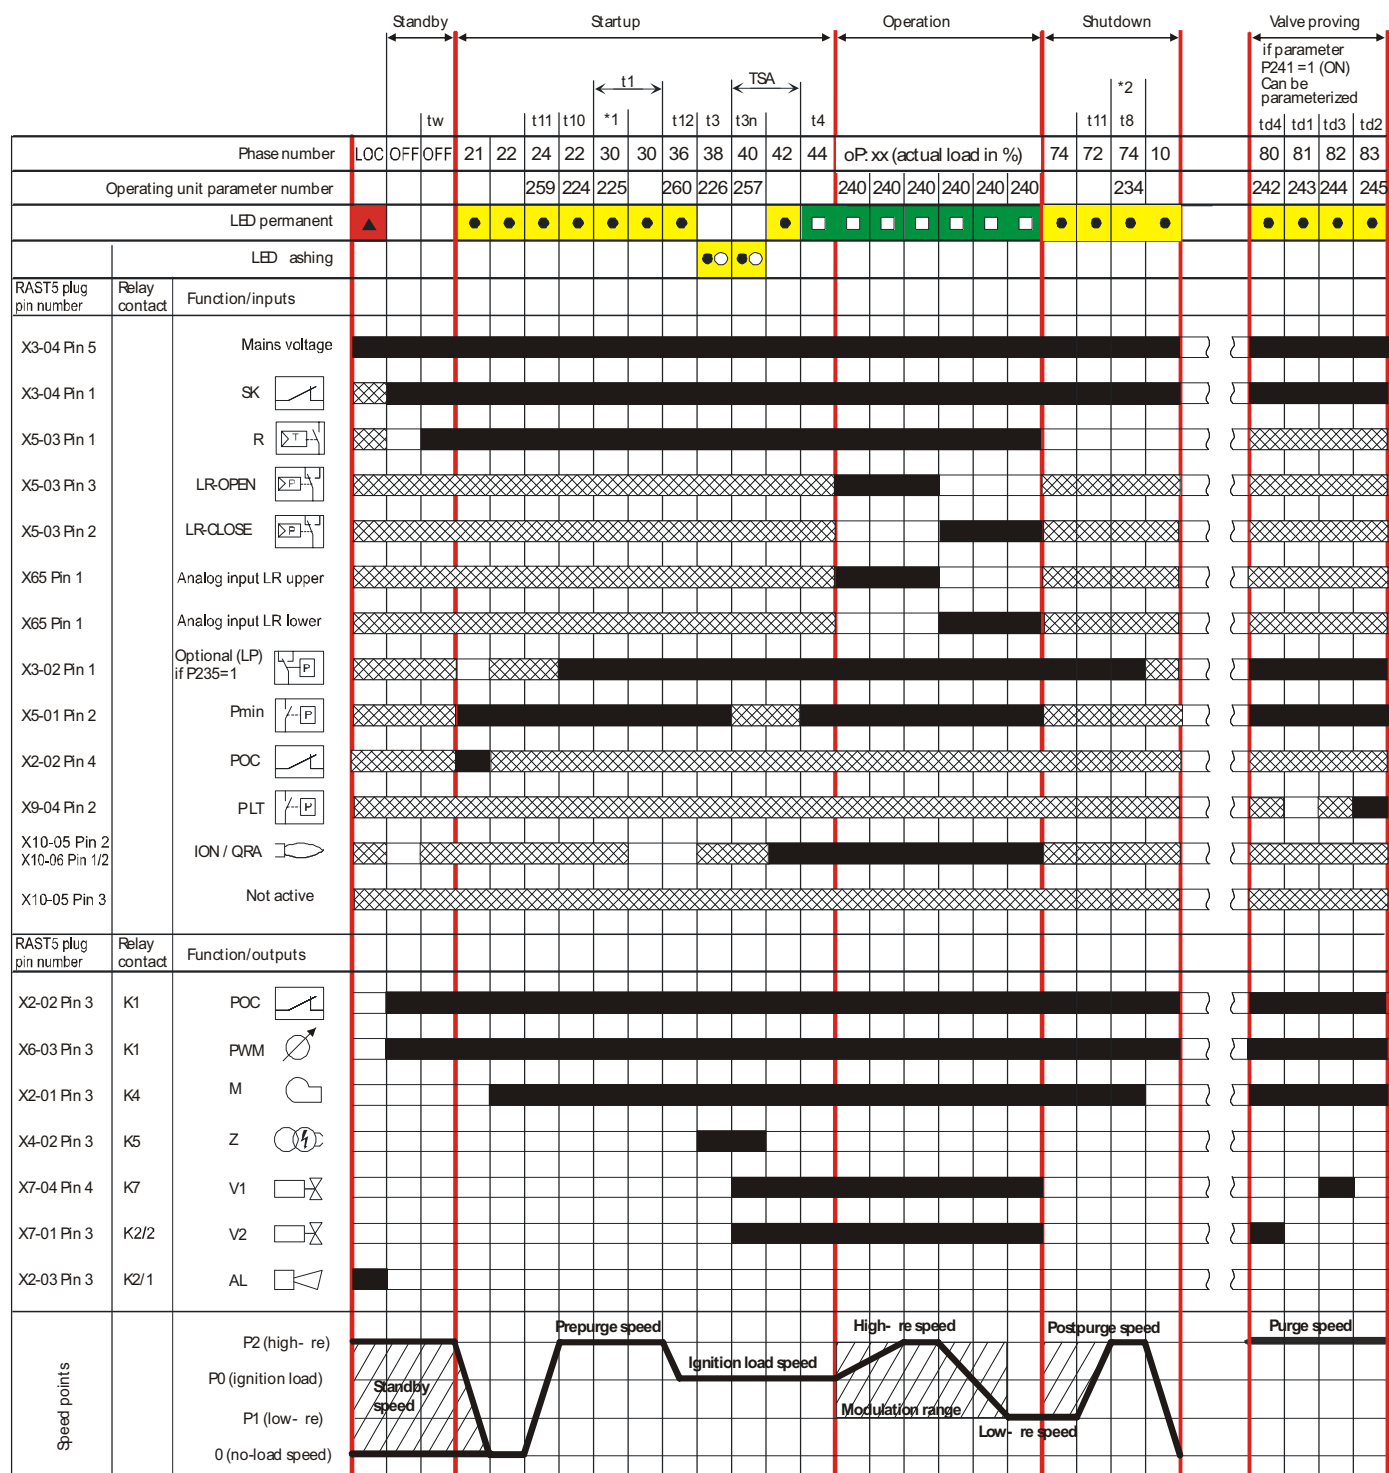 Standby Startup Operation Shutdown Valve proving
if parameter
P241 =1 (ON)
Can be
parameterized
t1 TSA *2
tw t11 t10 *1 t12 t3 t3n t4 t11 t8 td4 td1 td3 td2
Phase number LOC OFF OFF 21 22 24 22 30 30 36 38 40 42 44 oP: xx (actual load in %) 74 72 74 10 80 81 82 83
Operating unit parameter number 259 224 225 260 226 257 240 240 240 240 240 240 234 242 243 244 245
LED permanent
LED ashing
RAST5 plug Relay
pin number contact Function/inputs
X3-04 Pin 5 Mains voltage
X3-04 Pin 1 SK
X5-03 Pin 1 R T
X5-03 Pin 3 LR-OPEN P
X5-03 Pin 2 LR-CLOSE P
X65 Pin 1 Analog input LR upper
X65 Pin 1 Analog input LR lower
Optional (LP)
X3-02 Pin 1 if P235=1 P
X5-01 Pin 2 Pmin P
X2-02 Pin 4 POC
X9-04 Pin 2 PLT P
X10-05 Pin 2
X10-06 Pin 1/2 ION / QRA
X10-05 Pin 3 Not active
RAST5 plug Relay
pin number contact Function/outputs
X2-02 Pin 3 K1 POC
X6-03 Pin 3 K1 PWM
X2-01 Pin 3 K4 M
X4-02 Pin 3 K5 Z
X7-04 Pin 4 K7 V1
X7-01 Pin 3 K2/2 V2
X2-03 Pin 3 K2/1 AL
Prepurge speed High- re speed Postpurge speed Purge speed
P2 (high- re)
Ignition load speed
P0 (ignition load)
Standby
speed
Modulation range
P1 (low- re)
Low- re speed
0 (no-load speed)
Speed points